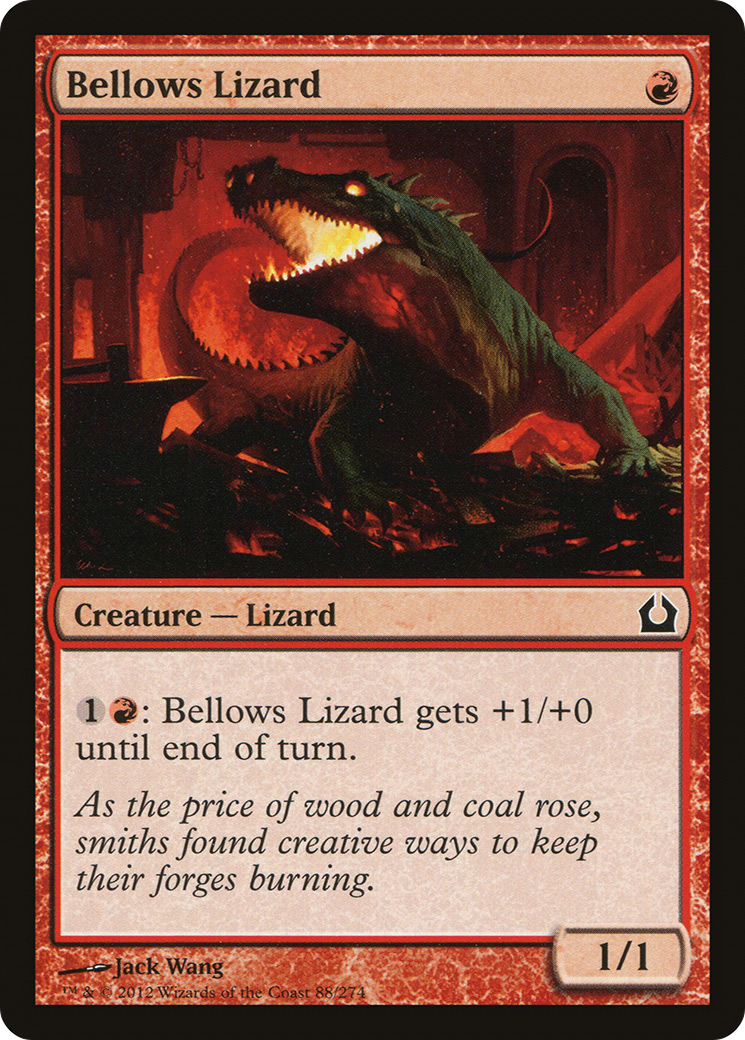 Bellows Lizard
Creature — Lizard
1: Bellows Lizard gets +1/+0
until end of turn.
As the price of wood and coal rose,
smiths found creative ways to keep
their forges burning.
1/1
Jack Wang
™ & © 2012 Wizards of the Coast 88/274